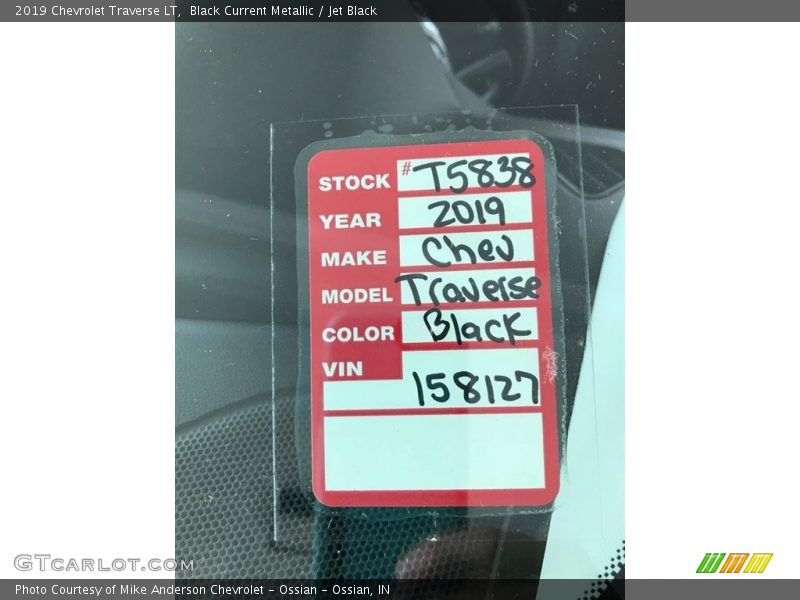 2019 Chevrolet Traverse LT,  Black Current Metallic / Jet Black
STOCK #T5838
YEAR 2019
MAKE Chev
MODEL Traverse
COLOR Black
VIN
158127
GTcarlot.com
Photo Courtesy of Mike Anderson Chevrolet - Ossian - Ossian, IN